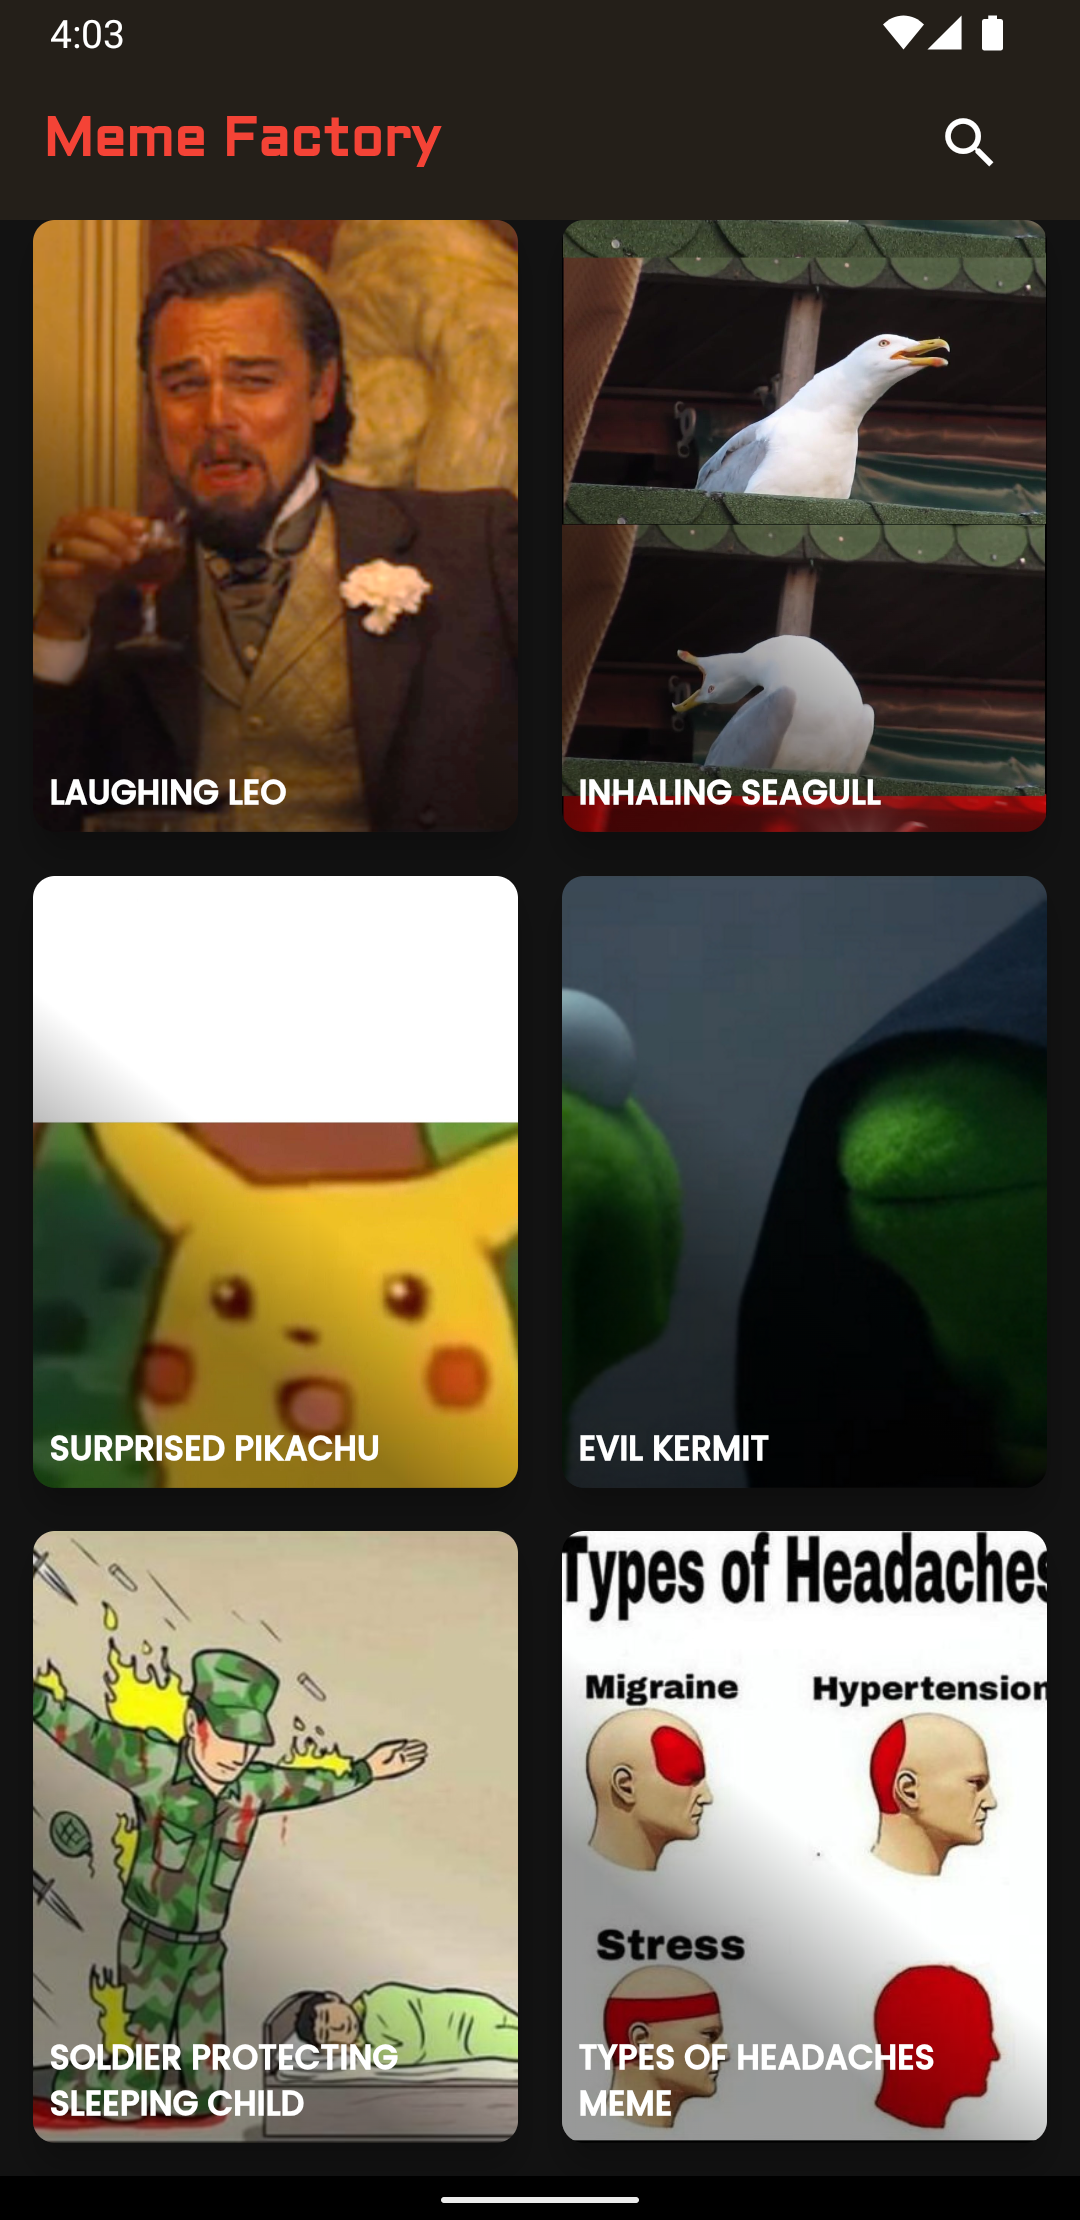 4:03
Meme Factory
LAUGHING LEO
INHALING SEAGULL
SURPRISED PIKACHU
EVIL KERMIT
SOLDIER PROTECTING
SLEEPING CHILD
Types of Headaches
Migraine
Hypertension
Stress
TYPES OF HEADACHES
MEME